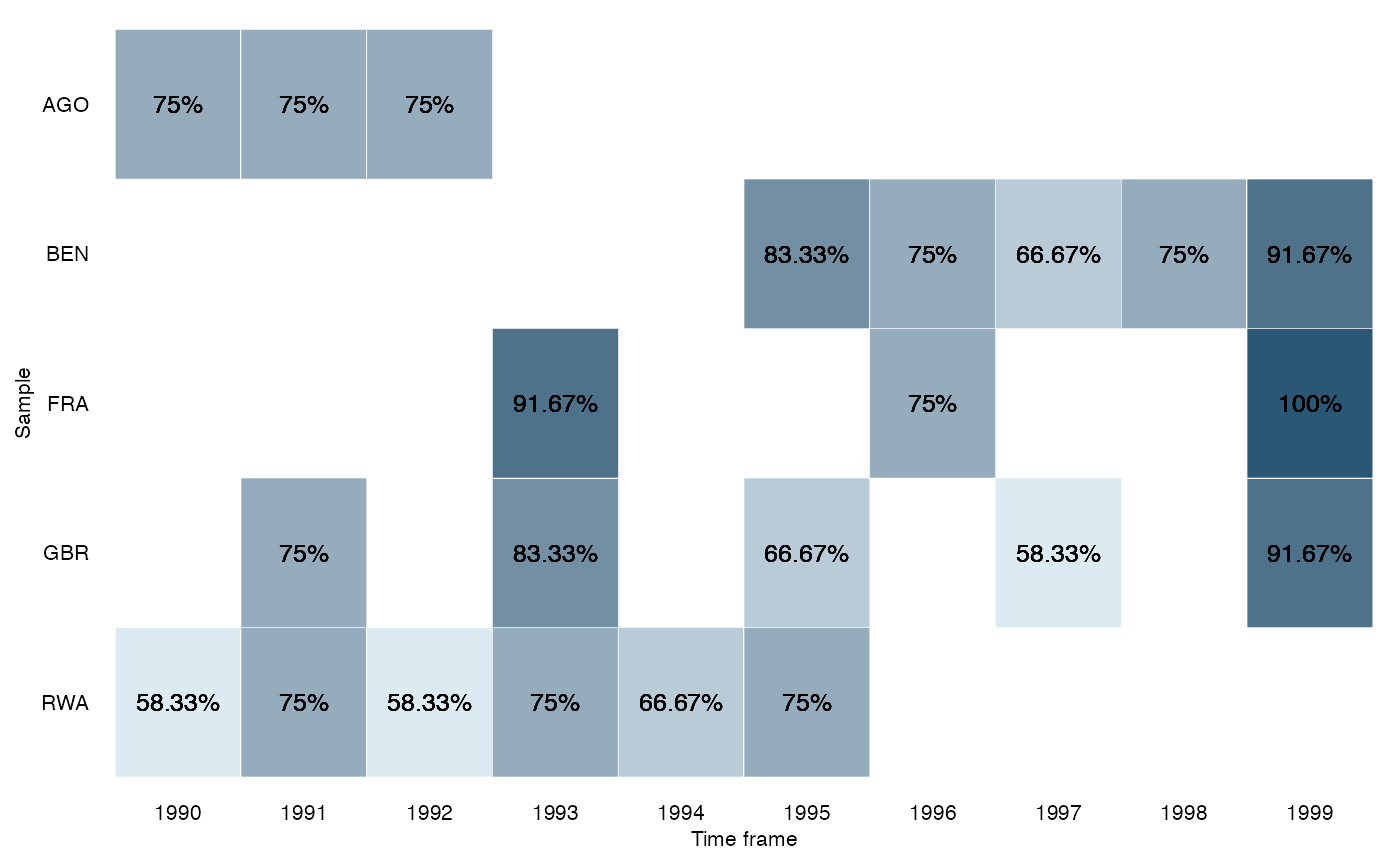 AGO 75% 75% 75%
BEN 83.33% 75% 66.67% 75% 91.67%
Sample
FRA 91.67% 75% 100%
GBR 75% 83.33% 66.67% 58.33% 91.67%
RWA 58.33% 75% 58.33% 75% 66.67% 75%
1990 1991 1992 1993 1994 1995 1996 1997 1998 1999
Time frame